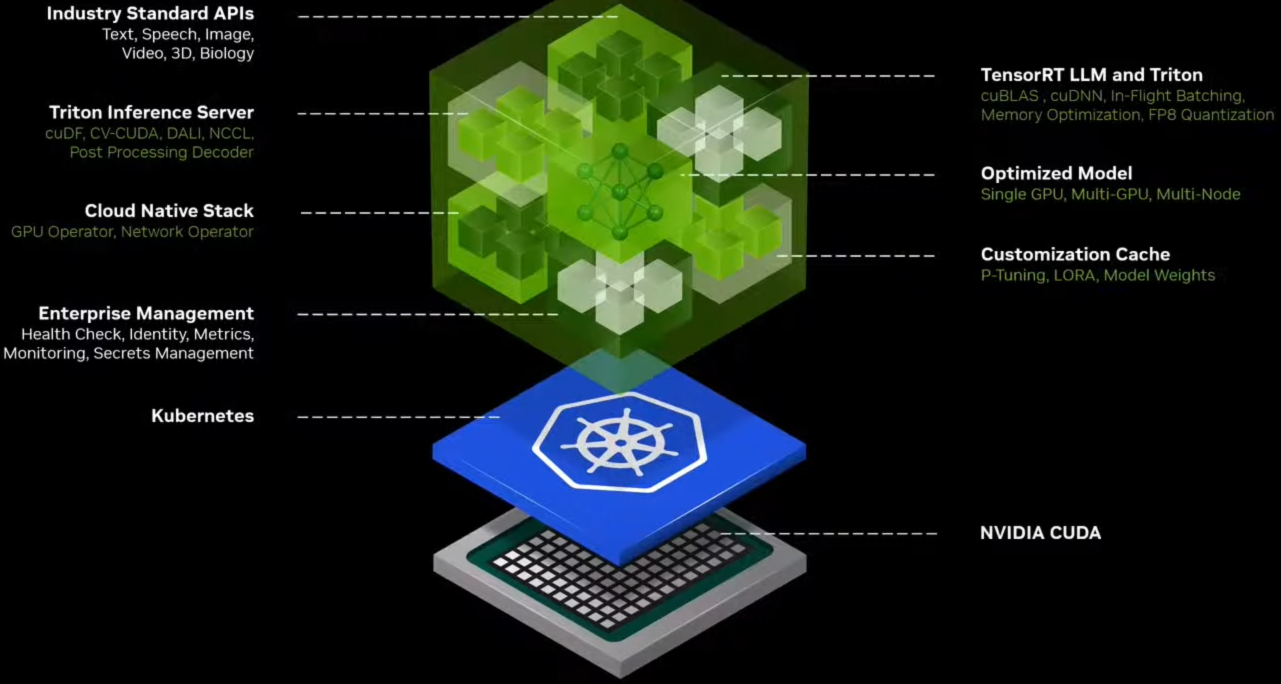 Industry Standard APIs
Text, Speech, Image,
Video, 3D, Biology
Triton Inference Server
cuDF, CV-CUDA, DALI, NCCL,
Post Processing Decoder
Cloud Native Stack
GPU Operator, Network Operator
Enterprise Management
Health Check, Identity, Metrics,
Monitoring, Secrets Management
Kubernetes
TensorRT LLM and Triton
cuBLAS , cuDNN, In-Flight Batching,
Memory Optimization, FP8 Quantization
Optimized Model
Single GPU, Multi-GPU, Multi-Node
Customization Cache
P-Tuning, LORA, Model Weights
NVIDIA CUDA